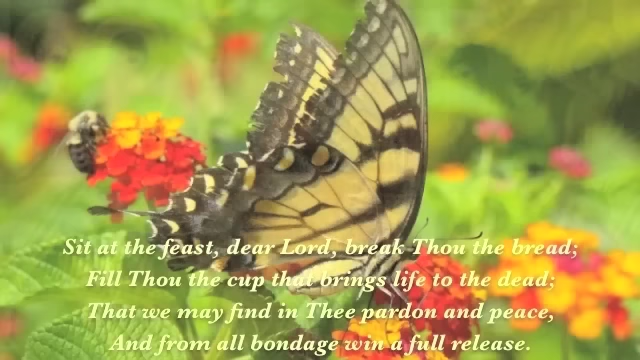 Sit at the feast, dear Lord, break Thou the bread;
Fill Thou the cup that brings life to the dead;
That we may find in Thee pardon and peace,
And from all bondage win a full release.